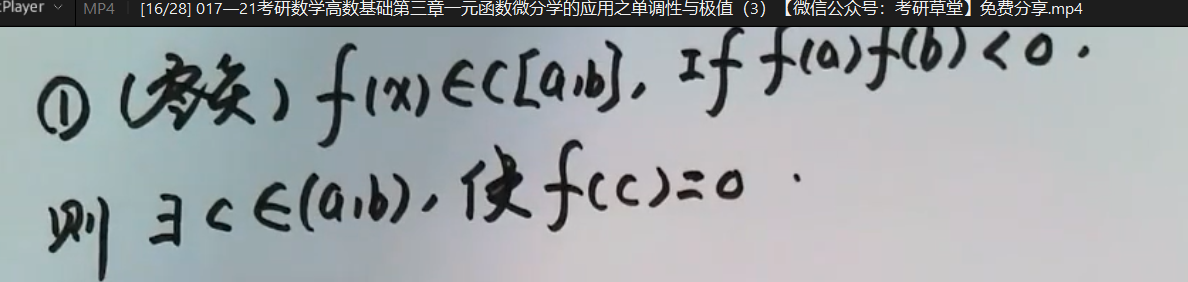 Player MP4 [16/28] 017—21考研数学高数基础第三章一元函数微分学的应用之单调性与极值（3）【微信公众号：考研草堂】免费分享.mp4
① (零点) f(x)∈C[a,b], If f(a)f(b)<0.
则 ∃c∈(a,b), 使f(c)=0.